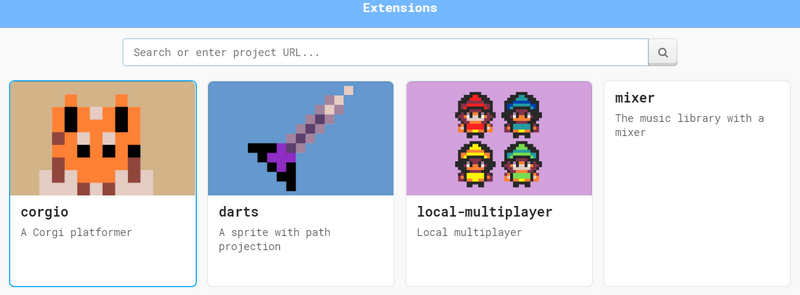 Extensions
Search or enter project URL...
corgio
A Corgi platformer
darts
A sprite with path
projection
local-multiplayer
Local multiplayer
mixer
The music library with a
mixer